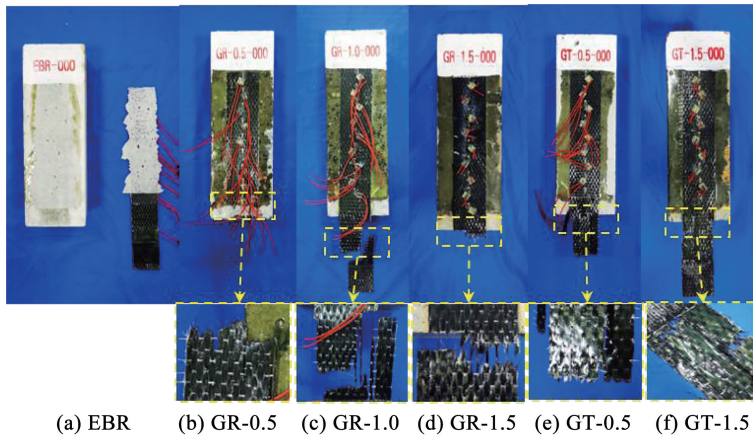 EBR-000
GR-0.5-000
GR-1.0-000
GR-1.5-000
GT-0.5-000
GT-1.5-000
(a) EBR
(b) GR-0.5
(c) GR-1.0
(d) GR-1.5
(e) GT-0.5
(f) GT-1.5